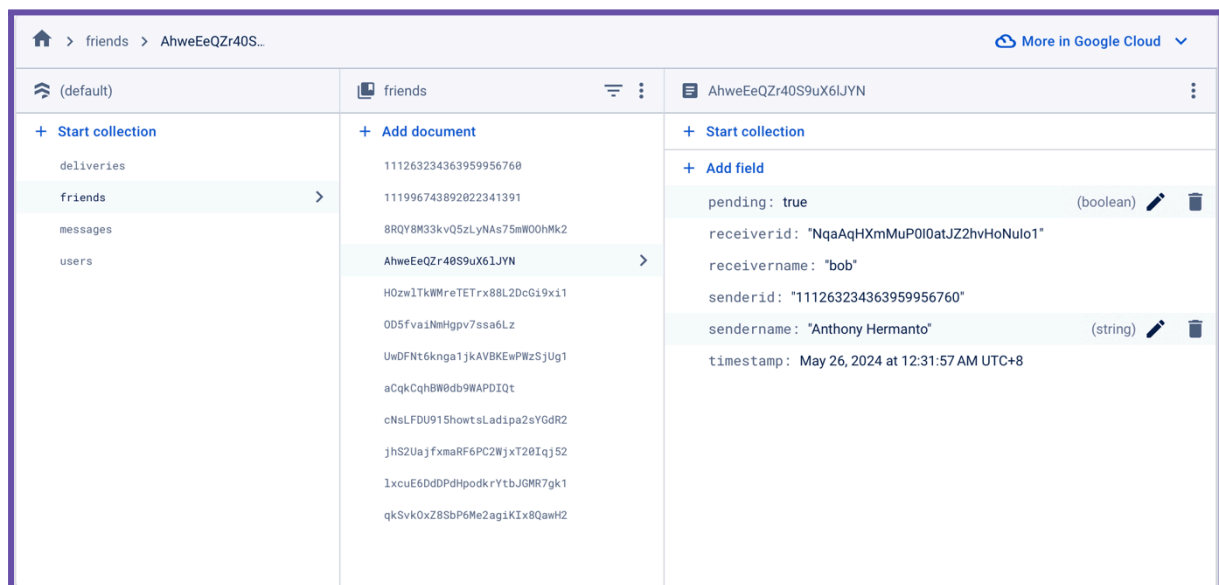 friends > AhweEeQZr40S… More in Google Cloud
(default)
+ Start collection
deliveries
friends
messages
users
friends
+ Add document
111263234363959956760
111996743892022341391
8RQY8M33kvQ5zLyNAs75mWOOhMk2
AhweEeQZr40S9uX6lJYN
HOzwlTkWMreTETrx88L2DcGi9xi1
OD5fvaiNmHgpv7ssa6Lz
UwDFNt6knga1jkAVBKEwPWzSjUg1
aCqkCqhBW0db9WAPDIQt
cNsLFDU915howtsLadipa2sYGdR2
jhS2UajfxmaRF6PC2WjxT20Iqj52
lxcuE6DdDPdHpodkrYtbJGMR7gk1
qkSvkOxZ8SbP6Me2agiKIx8QawH2
AhweEeQZr40S9uX6lJYN
+ Start collection
+ Add field
pending: true (boolean)
receiverid: "NqaAqHXmMuP0I0atJZ2hvHoNuIo1"
receivername: "bob"
senderid: "111263234363959956760"
sendername: "Anthony Hermanto" (string)
timestamp: May 26, 2024 at 12:31:57 AM UTC+8